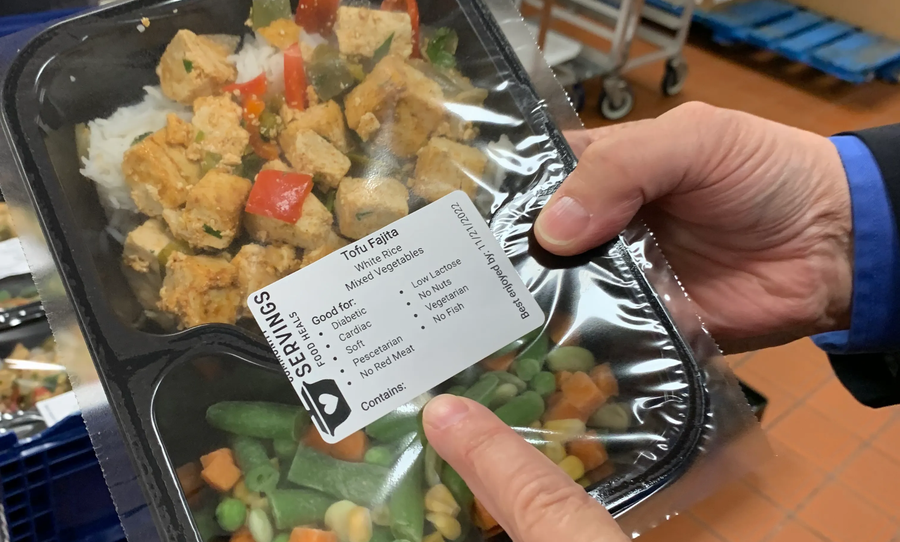 Tofu Fajita
White Rice
Mixed Vegetables
Good for:
• Diabetic
• Cardiac
• Soft
• Pescetarian
• No Red Meat
• Low Lactose
• No Nuts
• Vegetarian
• No Fish
Contains:
Best enjoyed by: 11/21/2022
SERVINGS
FOOD HEALS